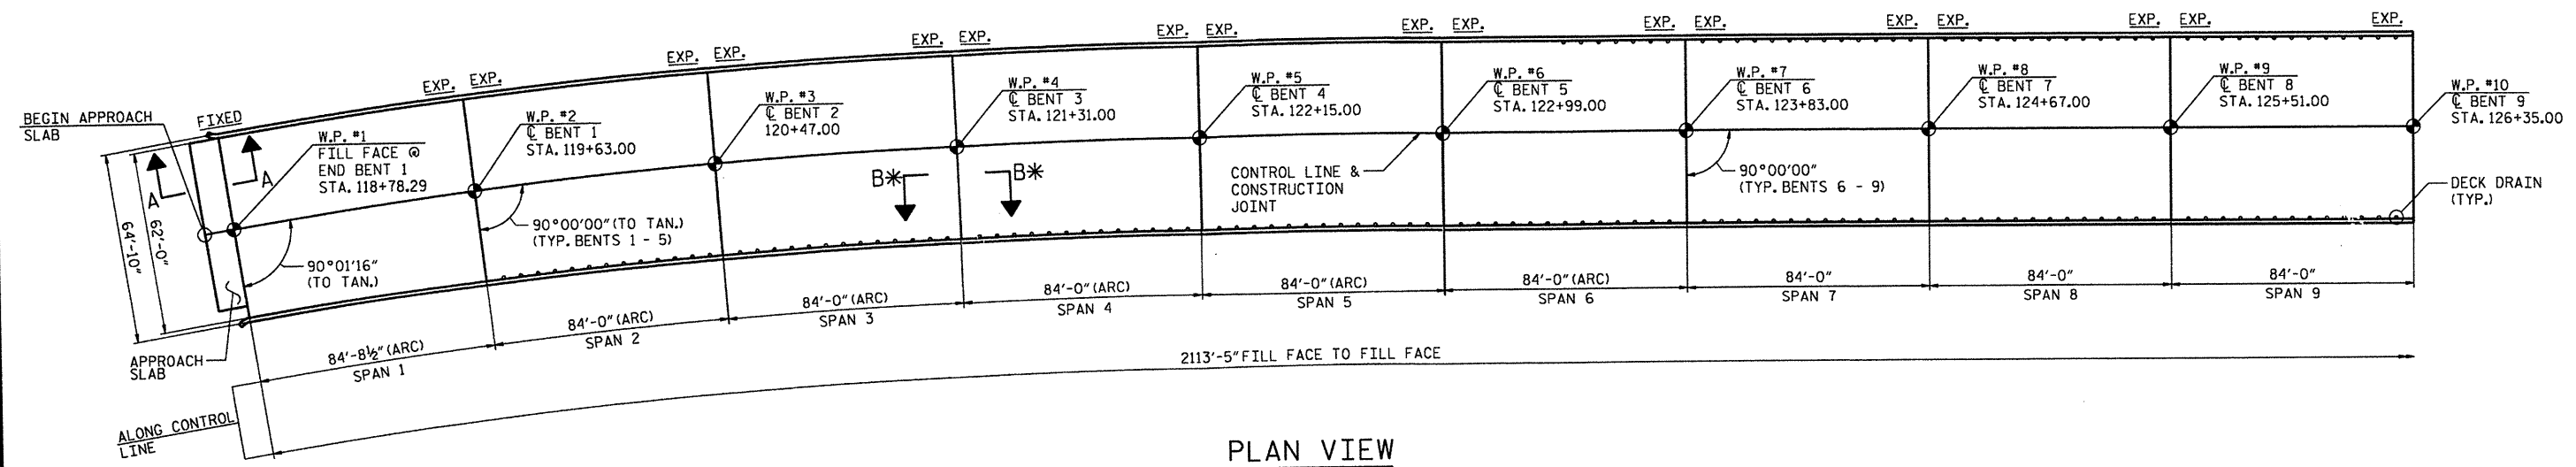 EXP. EXP.
EXP. EXP.
EXP. EXP.
EXP. EXP.
EXP. EXP.
EXP. EXP.
EXP. EXP.
EXP. EXP.
EXP.
BEGIN APPROACH
SLAB
FIXED
W.P. #1
FILL FACE @
END BENT 1
STA. 118+78.29
W.P. #2
℄ BENT 1
STA. 119+63.00
W.P. #3
℄ BENT 2
120+47.00
W.P. #4
℄ BENT 3
STA. 121+31.00
W.P. #5
℄ BENT 4
STA. 122+15.00
W.P. #6
℄ BENT 5
STA. 122+99.00
W.P. #7
℄ BENT 6
STA. 123+83.00
W.P. #8
℄ BENT 7
STA. 124+67.00
W.P. #9
℄ BENT 8
STA. 125+51.00
W.P. #10
℄ BENT 9
STA. 126+35.00
A
A
B*
B*
64'-10"
62'-0"
90°01'16"
(TO TAN.)
90°00'00" (TO TAN.)
(TYP. BENTS 1 - 5)
CONTROL LINE &
CONSTRUCTION
JOINT
90°00'00"
(TYP. BENTS 6 - 9)
DECK DRAIN
(TYP.)
APPROACH
SLAB
84'-8½" (ARC)
SPAN 1
84'-0" (ARC)
SPAN 2
84'-0" (ARC)
SPAN 3
84'-0" (ARC)
SPAN 4
84'-0" (ARC)
SPAN 5
84'-0" (ARC)
SPAN 6
84'-0"
SPAN 7
84'-0"
SPAN 8
84'-0"
SPAN 9
2113'-5" FILL FACE TO FILL FACE
ALONG CONTROL
LINE
PLAN VIEW